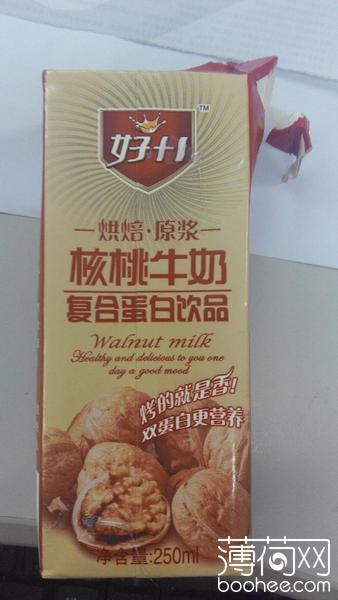 好+1
TM
烘焙·原浆
核桃牛奶
复合蛋白饮品
Walnut milk
Healthy and delicious to you one
day a good mood
烤的就是香!
双蛋白更营养
净含量:250ml
薄荷网
boohee.com